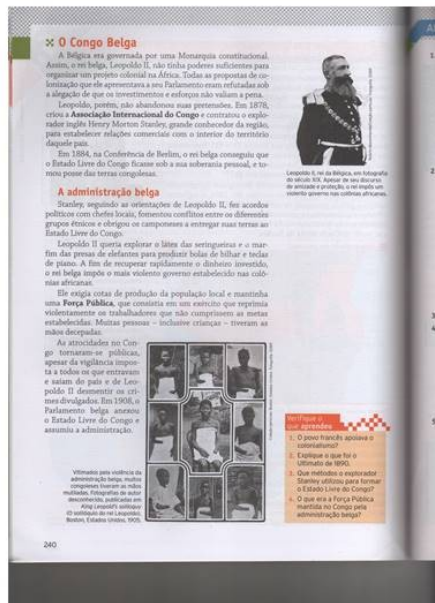 O Congo Belga
A Bélgica era governada por uma Monarquia constitucional.
Assim, o rei belga, Leopoldo II, não tinha poderes suficientes para
organizar um projeto colonial na África. Todas as propostas de co-
lonização que ele apresentava a seu Parlamento eram refutadas sob
a alegação de que os investimentos e esforços não valiam a pena.
Leopoldo, porém, não abandonou suas pretensões. Em 1878,
criou a Associação Internacional do Congo e contratou o explo-
rador inglês Henry Morton Stanley, grande conhecedor da região,
para estabelecer relações comerciais com o interior do território
daquele país.
Em 1884, na Conferência de Berlim, o rei belga conseguiu que
o Estado Livre do Congo ficasse sob a sua soberania pessoal, e to-
mou posse das terras congolesas.
Leopoldo II, rei da Bélgica, em fotografia
do século XIX. Apesar de seu discurso
de amizade e proteção, o rei impôs um
violento governo nas colônias africanas.
A administração belga
Stanley, seguindo as orientações de Leopoldo II, fez acordos
políticos com chefes locais, fomentou conflitos entre os diferentes
grupos étnicos e obrigou os camponeses a entregar suas terras ao
Estado Livre do Congo.
Leopoldo II queria explorar o látex das seringueiras e o mar-
fim das presas de elefantes para produzir bolas de bilhar e teclas
de piano. A fim de recuperar rapidamente o dinheiro investido,
o rei belga impôs o mais violento governo estabelecido nas colô-
nias africanas.
Ele exigia cotas de produção da população local e mantinha
uma Força Pública, que consistia em um exército que reprimia
violentamente os trabalhadores que não cumprissem as metas
estabelecidas. Muitas pessoas – inclusive crianças – tiveram as
mãos decepadas.
As atrocidades no Con-
go tornaram-se públicas,
apesar da vigilância impos-
ta a todos os que entravam
e saíam do país e de Leo-
poldo II desmentir os cri-
mes divulgados. Em 1908, o
Parlamento belga anexou
o Estado Livre do Congo e
assumiu a administração.
Vitimados pela violência da
administração belga, muitos
congoleses tiveram as mãos
mutiladas. Fotografias de autor
desconhecido, publicadas em
King Leopold's soliloquy
(O solilóquio do rei Leopoldo),
Boston, Estados Unidos, 1905.
Verifique o
que aprendeu
1. O povo francês apoiava o
colonialismo?
2. Explique o que foi o
Ultimato de 1890.
3. Que métodos o explorador
Stanley utilizou para formar
o Estado Livre do Congo?
4. O que era a Força Pública
mantida no Congo pela
administração belga?
240